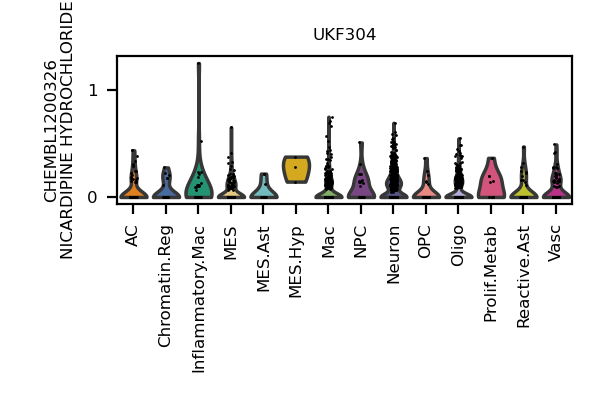 UKF304
CHEMBL1200326
NICARDIPINE HYDROCHLORIDE
1
0
AC
Chromatin.Reg
Inflammatory.Mac
MES
MES.Ast
MES.Hyp
Mac
NPC
Neuron
OPC
Oligo
Prolif.Metab
Reactive.Ast
Vasc